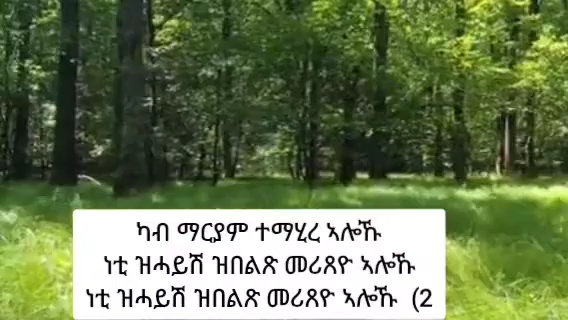 ካብ ማርያም ተማሂረ ኣሎኹ
ነቲ ዝሓይሽ ዝበልጽ መሪጸዮ ኣሎኹ
ነቲ ዝሓይሽ ዝበልጽ መሪጸዮ ኣሎኹ (2